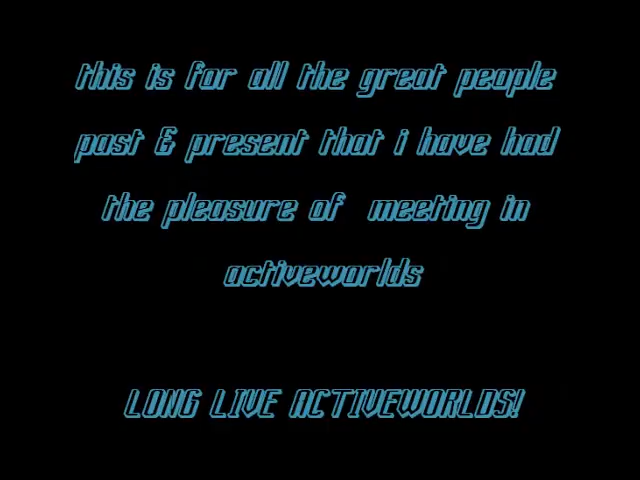 this is for all the great people
past & present that i have had
the pleasure of meeting in
activeworlds
LONG LIVE ACTIVEWORLDS!